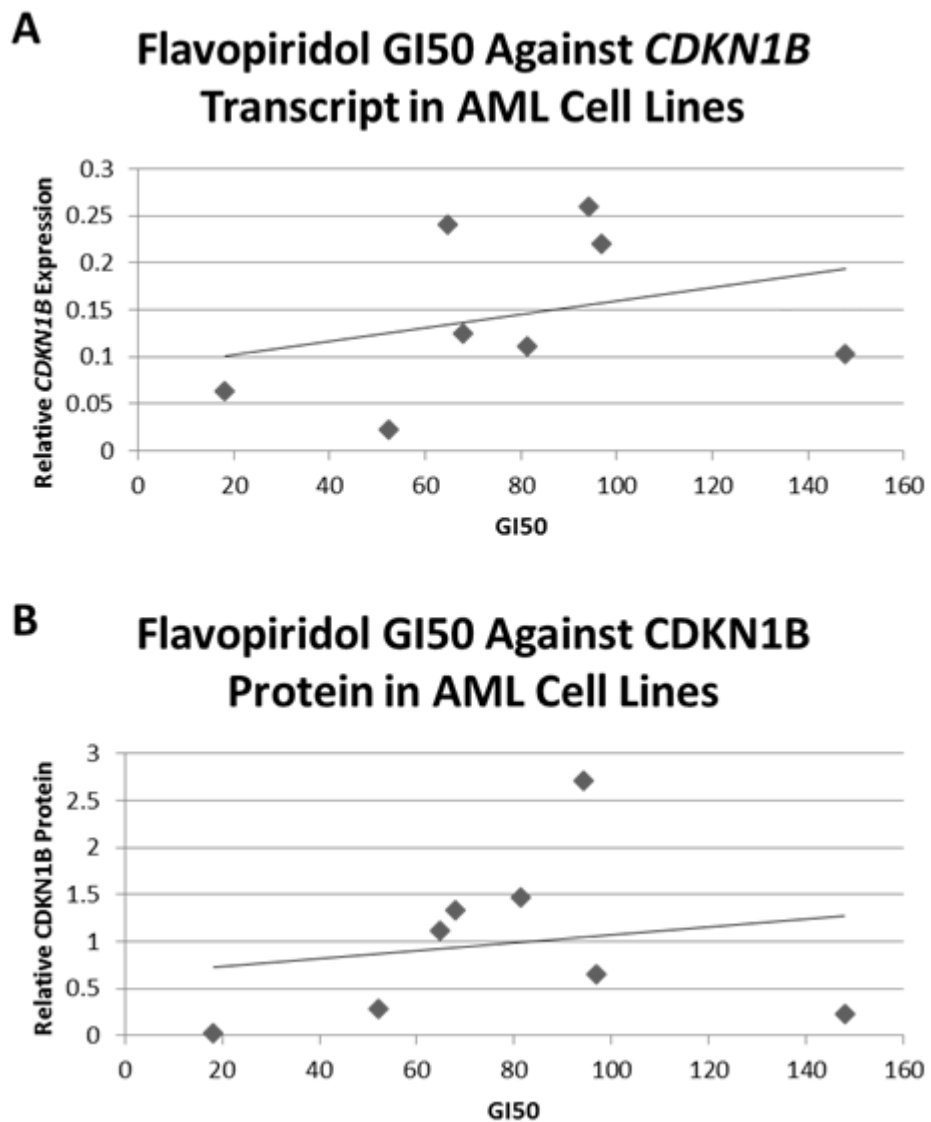 A
Flavopiridol GI50 Against CDKN1B
Transcript in AML Cell Lines
Relative CDKN1B Expression
0.3
0.25
0.2
0.15
0.1
0.05
0
0 20 40 60 80 100 120 140 160
GI50
B
Flavopiridol GI50 Against CDKN1B
Protein in AML Cell Lines
Relative CDKN1B Protein
3
2.5
2
1.5
1
0.5
0
0 20 40 60 80 100 120 140 160
GI50